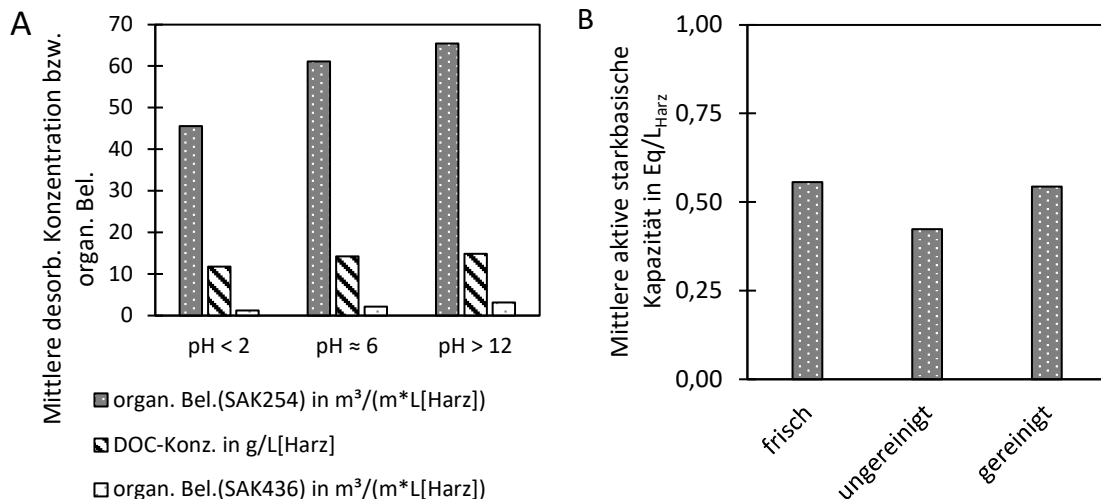 A
Mittlere desorb. Konzentration bzw.
organ. Bel.
70
60
50
40
30
20
10
0
pH < 2
pH ≈ 6
pH > 12
organ. Bel.(SAK254) in m³/(m*L[Harz])
DOC-Konz. in g/L[Harz]
organ. Bel.(SAK436) in m³/(m*L[Harz])
B
Mittlere aktive starkbasische
Kapazität in Eq/L_Harz
1,00
0,75
0,50
0,25
0,00
frisch
ungereinigt
gereinigt